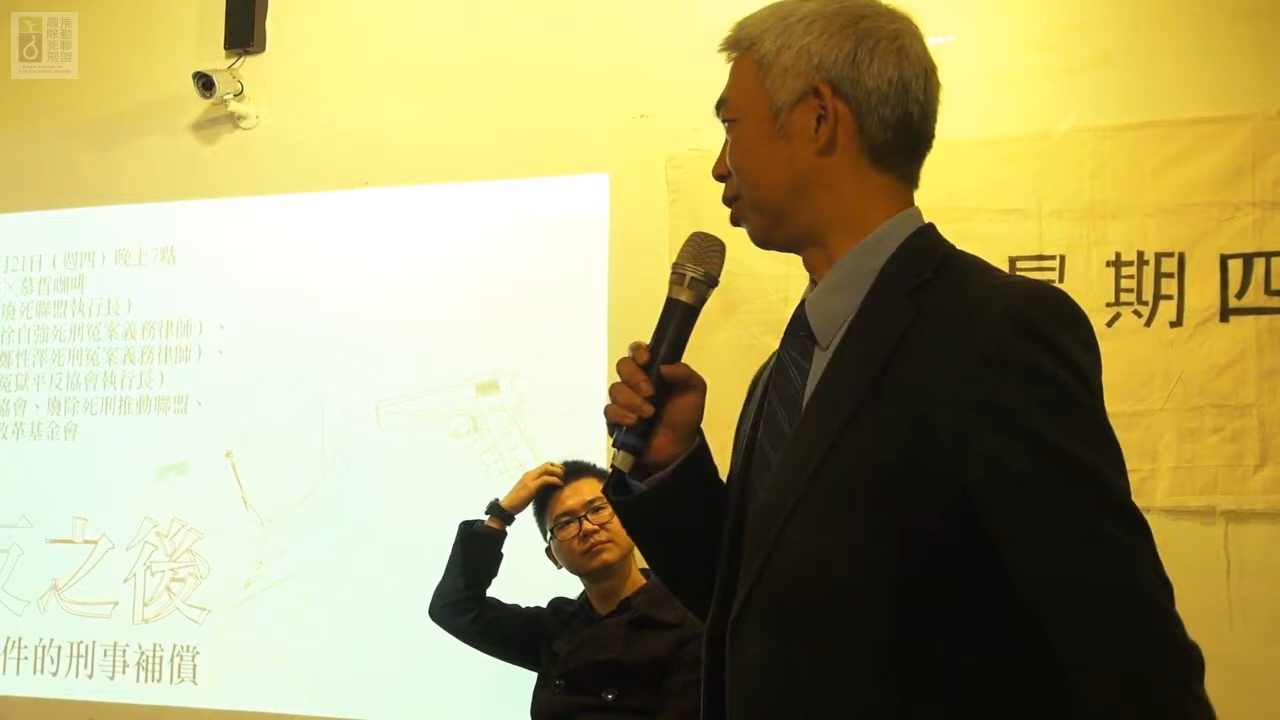 推動
廢除
死刑
聯盟
月21日（週四）晚上7點
×慕哲咖啡
廢死聯盟執行長）
徐自強死刑冤案義務律師）、
鄭性澤死刑冤案義務律師）、
冤獄平反協會執行長）
協會、廢除死刑推動聯盟、
改革基金會
反之後
件的刑事補償
星期四